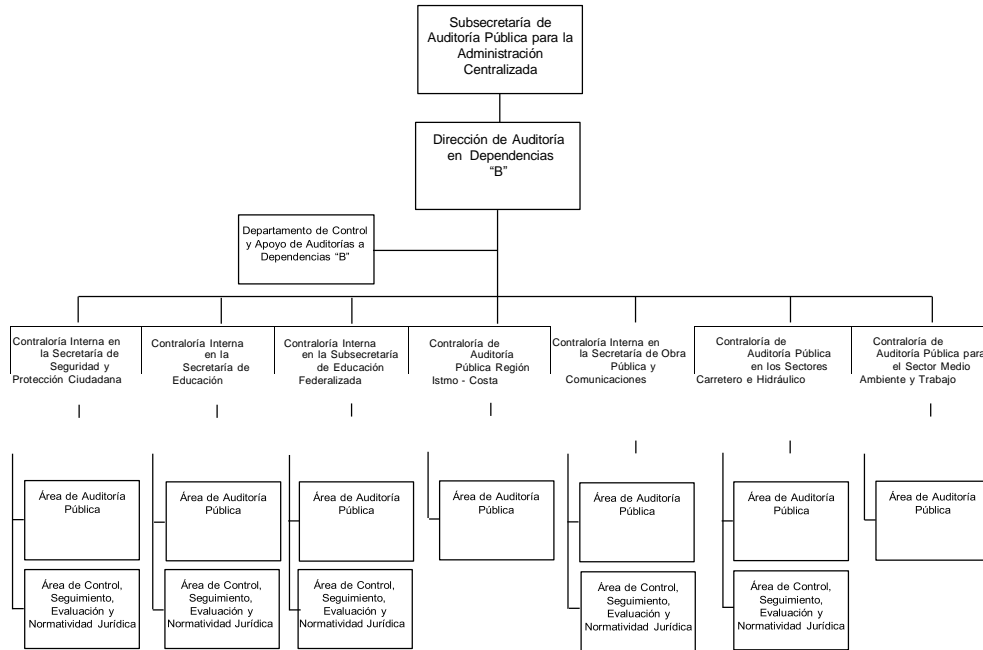 Subsecretaría de
Auditoría Pública para la
Administración
Centralizada
Dirección de Auditoría
en Dependencias
“B”
Departamento de Control
y Apoyo de Auditorías a
Dependencias “B”
Contraloría Interna en
la Secretaría de
Seguridad y
Protección Ciudadana
Contraloría Interna
en la
Secretaría de
Educación
Contraloría Interna
en la Subsecretaría
de Educación
Federalizada
Contraloría de
Auditoría
Pública Región
Istmo - Costa
Contraloría Interna en
la Secretaría de Obra
Pública y
Comunicaciones
Contraloría de
Auditoría Pública
en los Sectores
Carretero e Hidráulico
Contraloría de
Auditoría Pública para
el Sector Medio
Ambiente y Trabajo
Área de Auditoría
Pública
Área de Auditoría
Pública
Área de Auditoría
Pública
Área de Auditoría
Pública
Área de Auditoría
Pública
Área de Auditoría
Pública
Área de Auditoría
Pública
Área de Control,
Seguimiento,
Evaluación y
Normatividad Jurídica
Área de Control,
Seguimiento,
Evaluación y
Normatividad Jurídica
Área de Control,
Seguimiento,
Evaluación y
Normatividad Jurídica
Área de Control,
Seguimiento,
Evaluación y
Normatividad Jurídica
Área de Control,
Seguimiento,
Evaluación y
Normatividad Jurídica